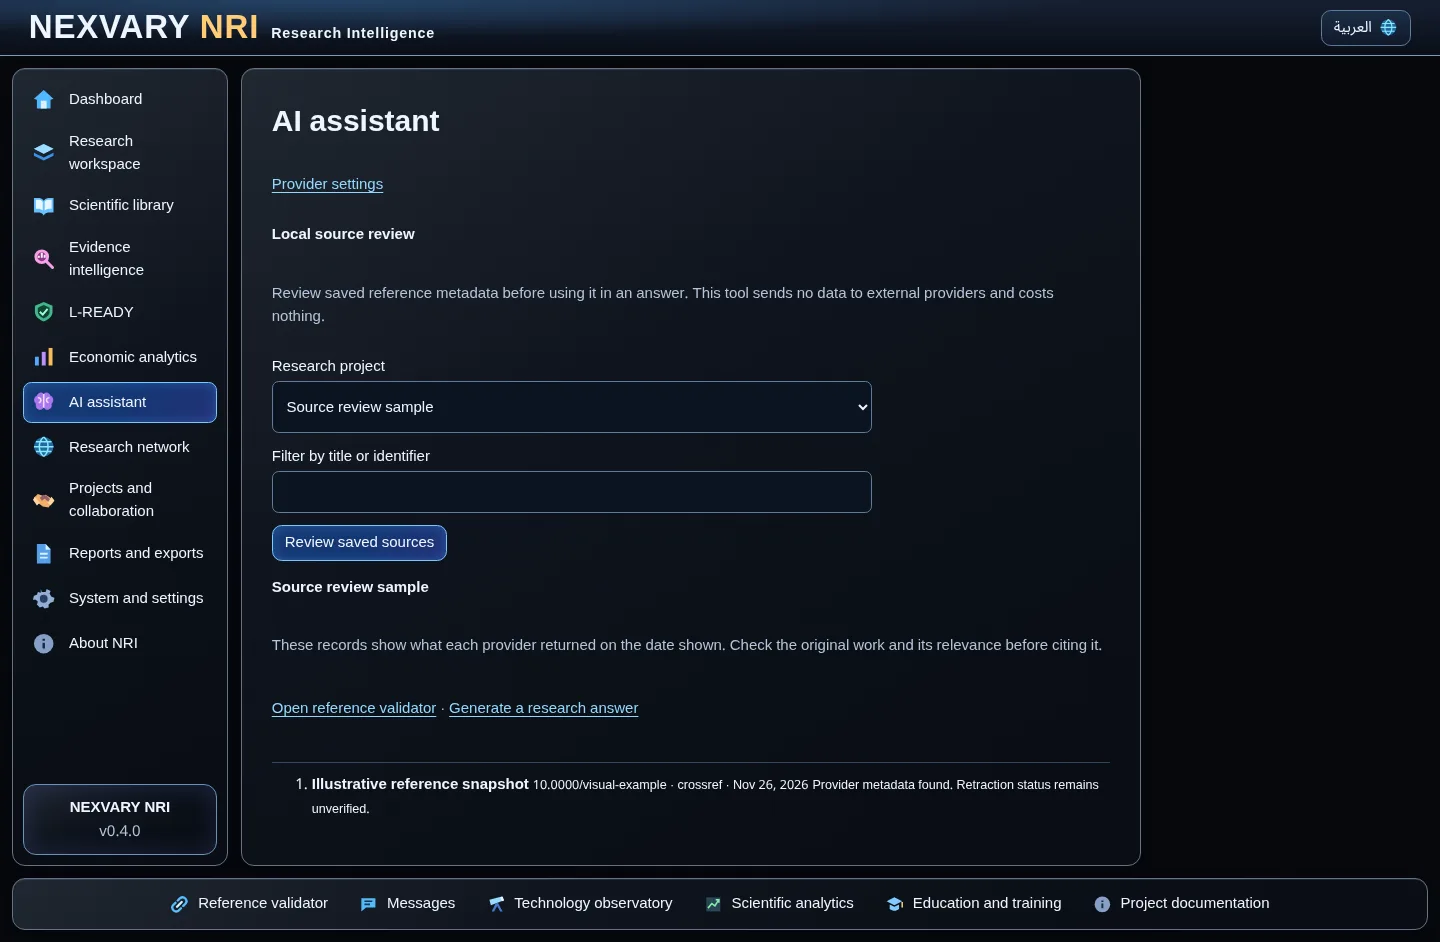 NEXVARY NRI Research Intelligence
العربية
Dashboard
Research
workspace
Scientific library
Evidence
intelligence
L-READY
Economic analytics
AI assistant
Research network
Projects and
collaboration
Reports and exports
System and settings
About NRI
NEXVARY NRI
v0.4.0
AI assistant
Provider settings
Local source review
Review saved reference metadata before using it in an answer. This tool sends no data to external providers and costs
nothing.
Research project
Source review sample
Filter by title or identifier
Review saved sources
Source review sample
These records show what each provider returned on the date shown. Check the original work and its relevance before citing it.
Open reference validator · Generate a research answer
1. Illustrative reference snapshot 10.0000/visual-example · crossref · Nov 26, 2026 Provider metadata found. Retraction status remains
unverified.
Reference validator
Messages
Technology observatory
Scientific analytics
Education and training
Project documentation